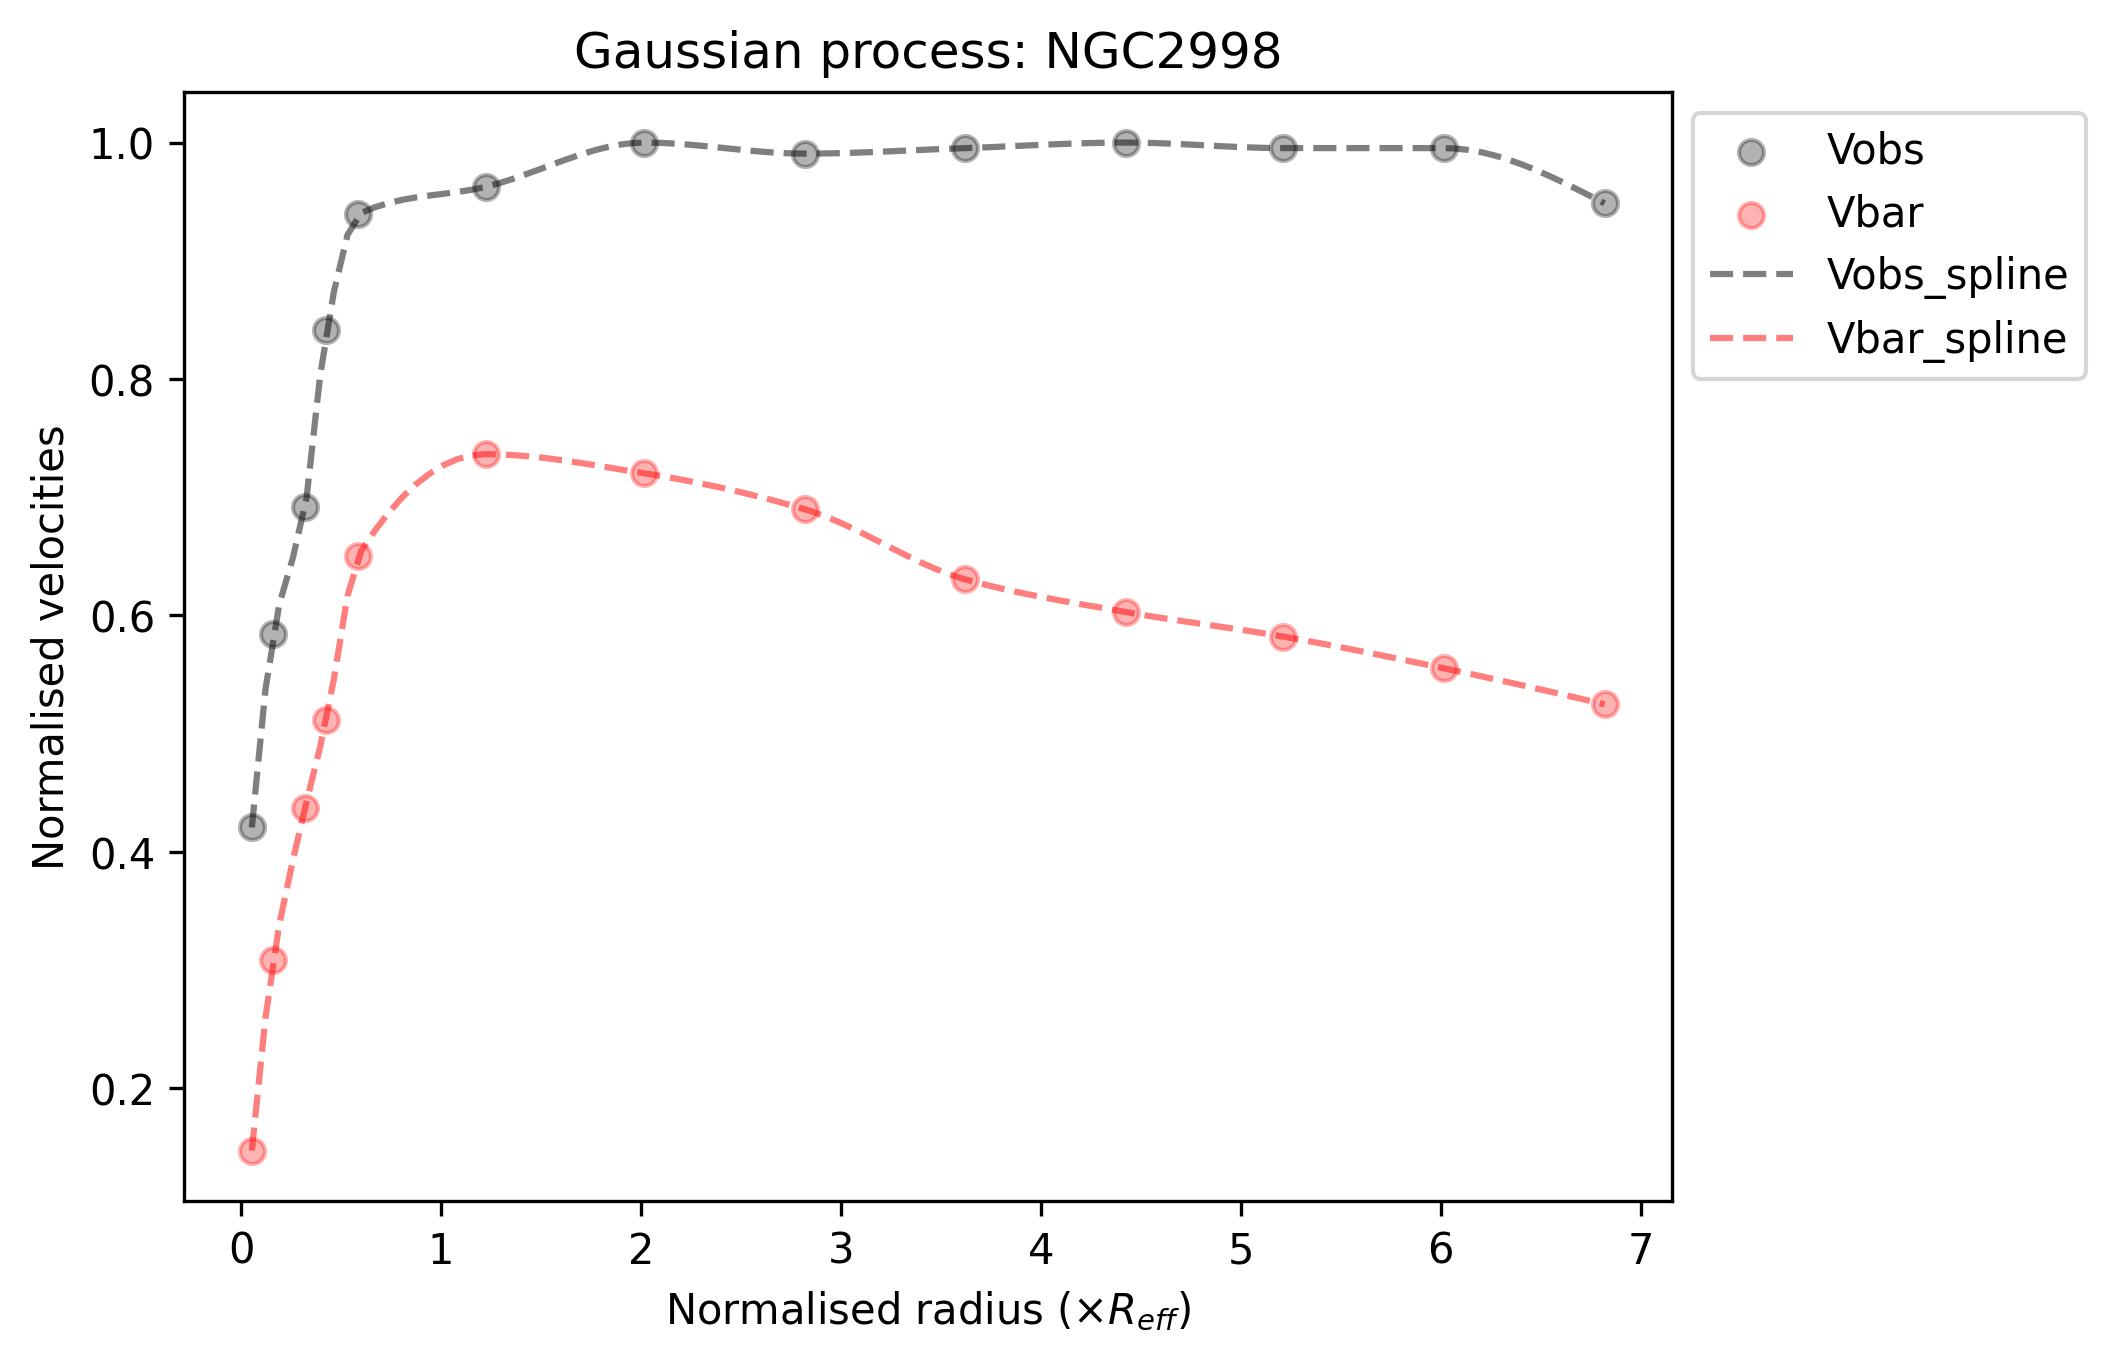 Gaussian process: NGC2998
1.0
0.8
0.6
0.4
0.2
Normalised velocities
0 1 2 3 4 5 6 7
Normalised radius (×R_eff)
Vobs
Vbar
Vobs_spline
Vbar_spline